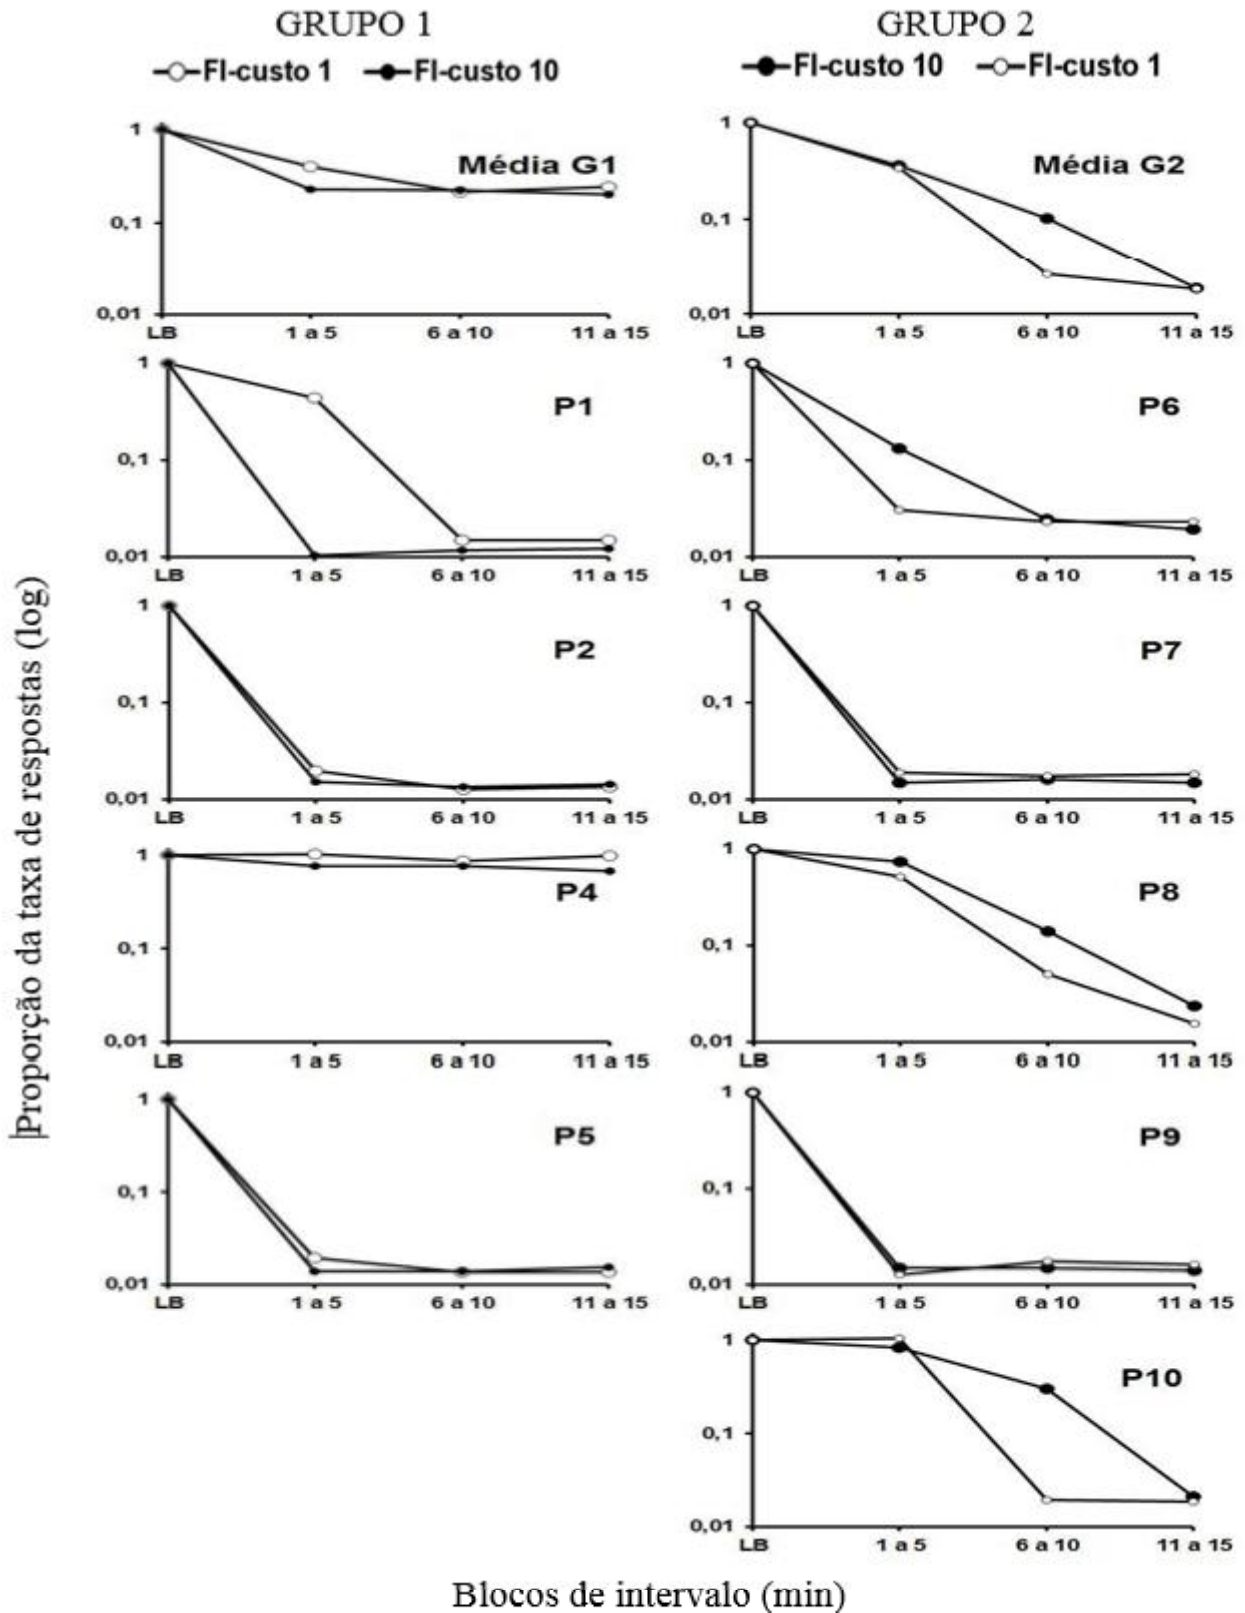 GRUPO 1
FI-custo 1 FI-custo 10
GRUPO 2
FI-custo 10 FI-custo 1
|Proporção da taxa de respostas (log)
Média G1
1
0,1
0,01
LB 1 a 5 6 a 10 11 a 15
Média G2
1
0,1
0,01
LB 1 a 5 6 a 10 11 a 15
P1
1
0,1
0,01
LB 1 a 5 6 a 10 11 a 15
P6
1
0,1
0,01
LB 1 a 5 6 a 10 11 a 15
P2
1
0,1
0,01
LB 1 a 5 6 a 10 11 a 15
P7
1
0,1
0,01
LB 1 a 5 6 a 10 11 a 15
P4
1
0,1
0,01
LB 1 a 5 6 a 10 11 a 15
P8
1
0,1
0,01
LB 1 a 5 6 a 10 11 a 15
P5
1
0,1
0,01
LB 1 a 5 6 a 10 11 a 15
P9
1
0,1
0,01
LB 1 a 5 6 a 10 11 a 15
P10
1
0,1
0,01
LB 1 a 5 6 a 10 11 a 15
Blocos de intervalo (min)